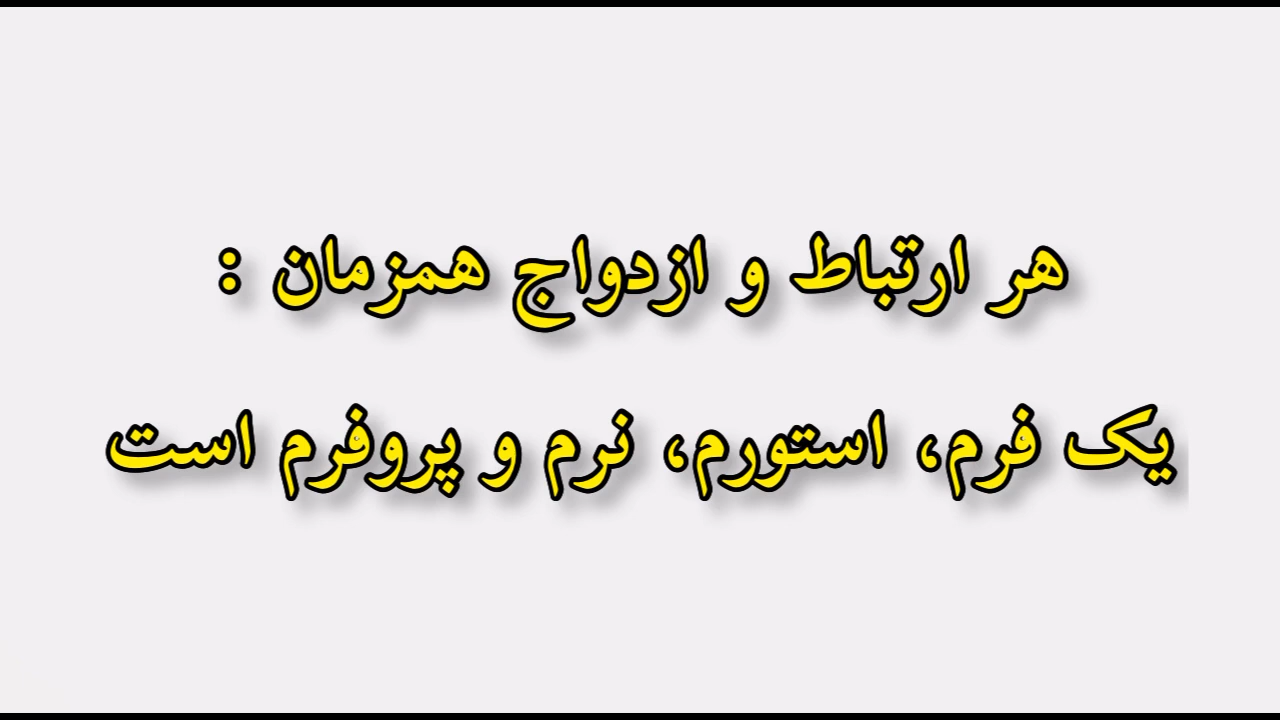 هر ارتباط و ازدواج همزمان :
یک فرم، استورم، نرم و پروفرم است